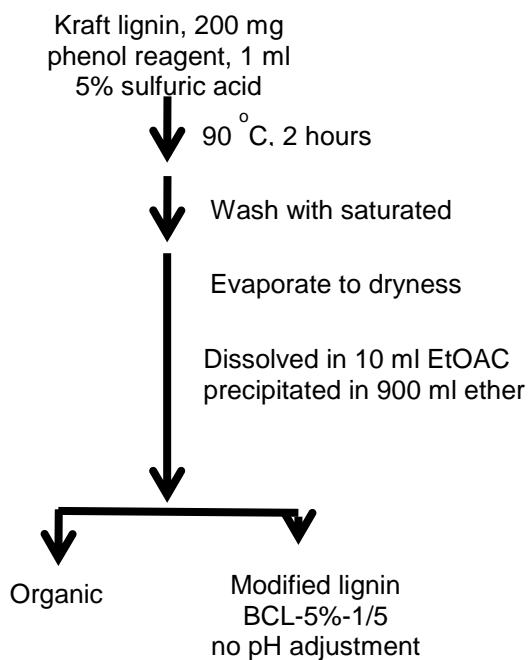 Kraft lignin, 200 mg
phenol reagent, 1 ml
5% sulfuric acid
90 °C, 2 hours
Wash with saturated
Evaporate to dryness
Dissolved in 10 ml EtOAC
precipitated in 900 ml ether
Organic
Modified lignin
BCL-5%-1/5
no pH adjustment